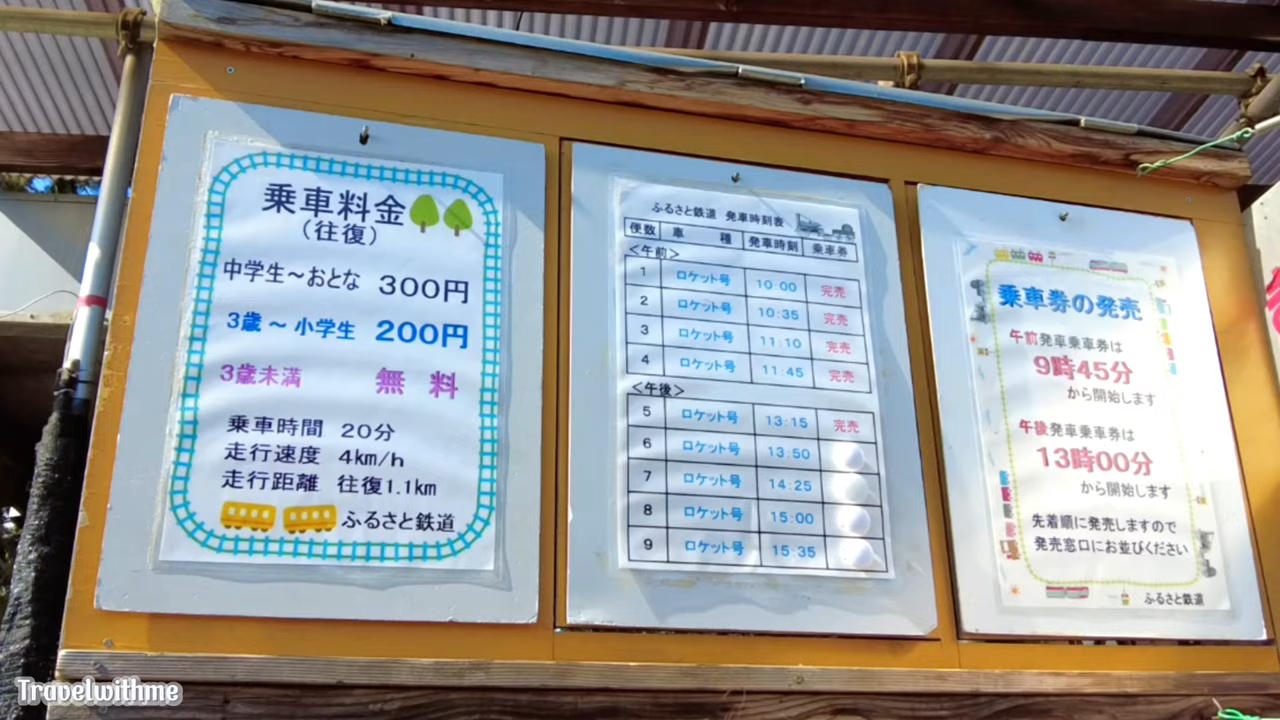 乗車料金
(往復)
中学生～おとな 300円
3歳～小学生 200円
3歳未満 無料
乗車時間 20分
走行速度 4km/h
走行距離 往復1.1km
ふるさと鉄道
ふるさと鉄道 発車時刻表
便数 車種 発車時刻 乗車券
<午前>
1 ロケット号 10:00 完売
2 ロケット号 10:35 完売
3 ロケット号 11:10 完売
4 ロケット号 11:45 完売
<午後>
5 ロケット号 13:15 完売
6 ロケット号 13:50
7 ロケット号 14:25
8 ロケット号 15:00
9 ロケット号 15:35
乗車券の発売
午前発車乗車券は
9時45分
から開始します
午後発車乗車券は
13時00分
から開始します
先着順に発売しますので
発売窓口にお並びください
ふるさと鉄道
Travelwithme